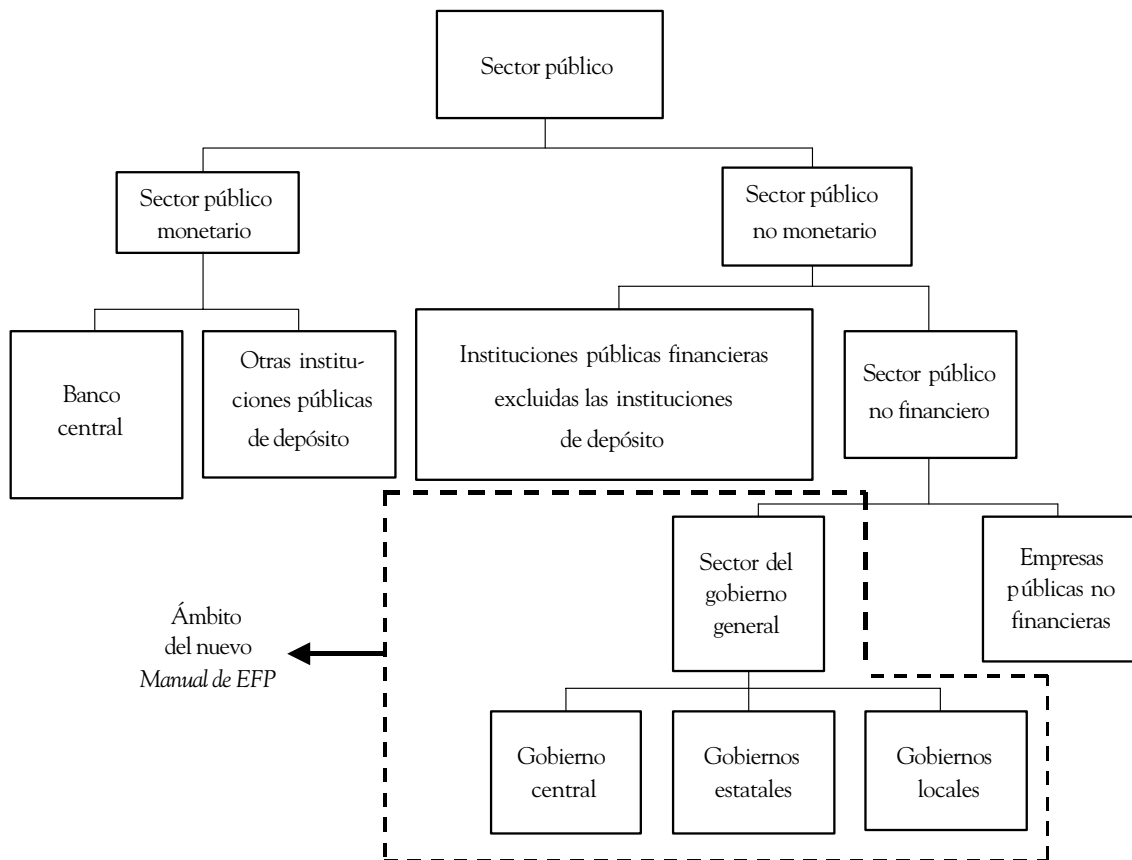 Sector público
Sector público
monetario
Sector público
no monetario
Banco
central
Otras institu-
ciones públicas
de depósito
Instituciones públicas financieras
excluidas las instituciones
de depósito
Sector público
no financiero
Sector del
gobierno
general
Empresas
públicas no
financieras
Ámbito
del nuevo
Manual de EFP
Gobierno
central
Gobiernos
estatales
Gobiernos
locales